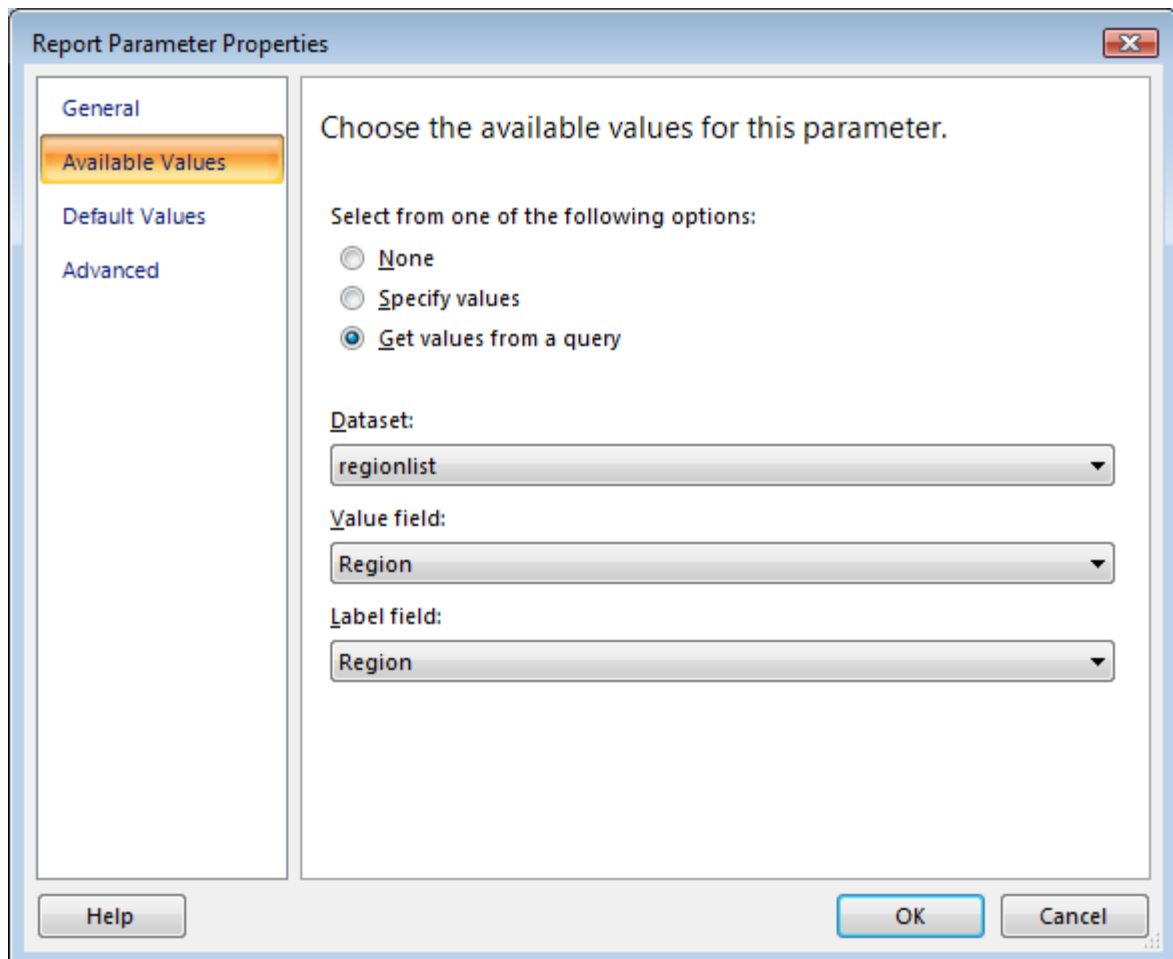 Report Parameter Properties
General
Available Values
Default Values
Advanced
Choose the available values for this parameter.
Select from one of the following options:
None
Specify values
Get values from a query
Dataset:
regionlist
Value field:
Region
Label field:
Region
Help
OK
Cancel